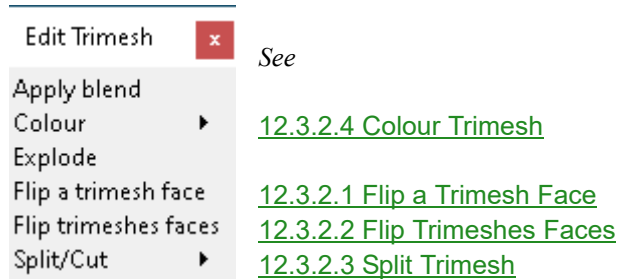 Edit Trimesh x
See
Apply blend
Colour 12.3.2.4 Colour Trimesh
Explode
Flip a trimesh face 12.3.2.1 Flip a Trimesh Face
Flip trimeshes faces 12.3.2.2 Flip Trimeshes Faces
Split/Cut 12.3.2.3 Split Trimesh